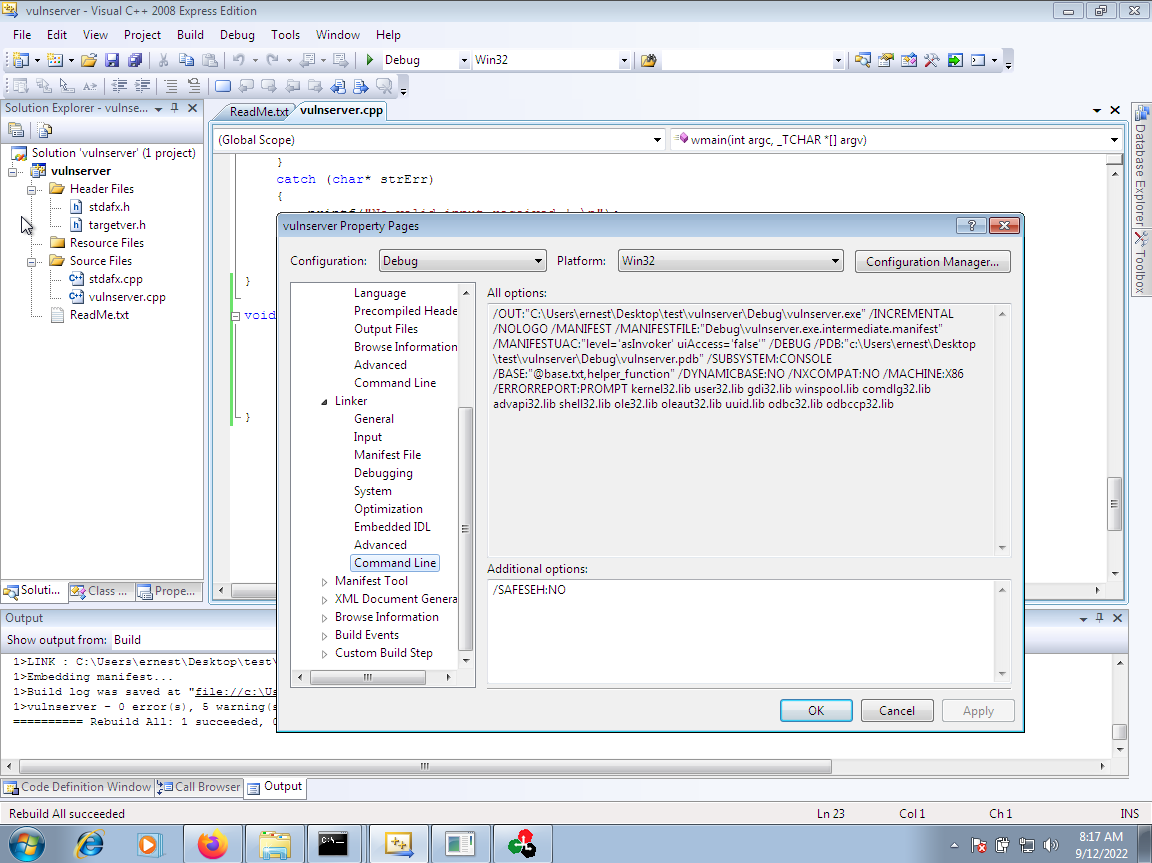 vulnserver - Visual C++ 2008 Express Edition
File Edit View Project Build Debug Tools Window Help
Debug Win32
Solution Explorer - vulnse...
ReadMe.txt vulnserver.cpp
(Global Scope) wmain(int argc, _TCHAR *[] argv)
Solution 'vulnserver' (1 project)
vulnserver
Header Files
stdafx.h
targetver.h
Resource Files
Source Files
stdafx.cpp
vulnserver.cpp
ReadMe.txt
}
catch (char* strErr)
{
}
void
}
vulnserver Property Pages
Configuration: Debug Platform: Win32 Configuration Manager...
Language
Precompiled Heade
Output Files
Browse Information
Advanced
Command Line
Linker
General
Input
Manifest File
Debugging
System
Optimization
Embedded IDL
Advanced
Command Line
Manifest Tool
XML Document Genera
Browse Information
Build Events
Custom Build Step
All options:
/OUT:"C:\Users\ernest\Desktop\test\vulnserver\Debug\vulnserver.exe" /INCREMENTAL
/NOLOGO /MANIFEST /MANIFESTFILE:"Debug\vulnserver.exe.intermediate.manifest"
/MANIFESTUAC:"level='asInvoker' uiAccess='false'" /DEBUG /PDB:"c:\Users\ernest\Desktop
\test\vulnserver\Debug\vulnserver.pdb" /SUBSYSTEM:CONSOLE
/BASE:"@base.txt,helper_function" /DYNAMICBASE:NO /NXCOMPAT:NO /MACHINE:X86
/ERRORREPORT:PROMPT kernel32.lib user32.lib gdi32.lib winspool.lib comdlg32.lib
advapi32.lib shell32.lib ole32.lib oleaut32.lib uuid.lib odbc32.lib odbccp32.lib
Additional options:
/SAFESEH:NO
OK Cancel Apply
Database Explorer
Toolbox
Soluti... Class ... Prope...
Output
Show output from: Build
1>LINK : C:\Users\ernest\Desktop\test\
1>Embedding manifest...
1>Build log was saved at "file://c:\Us
1>vulnserver - 0 error(s), 5 warning(s
========== Rebuild All: 1 succeeded, 0
Code Definition Window Call Browser Output
Rebuild All succeeded Ln 23 Col 1 Ch 1 INS
8:17 AM
9/12/2022